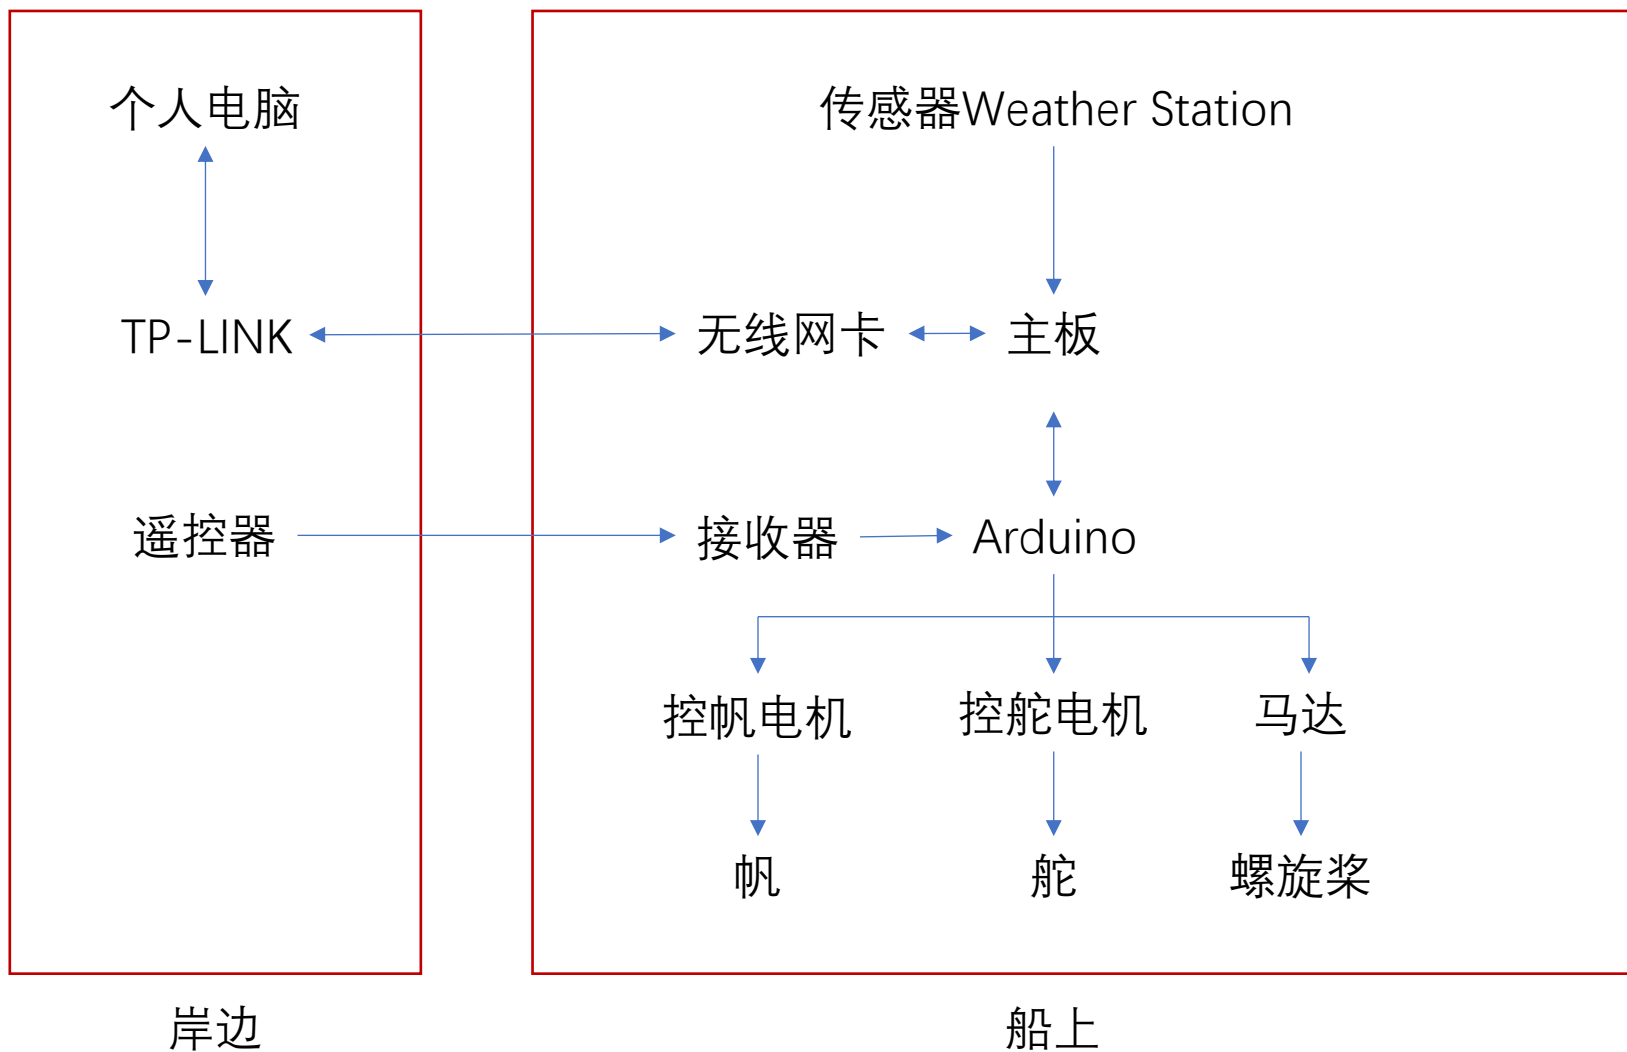 个人电脑
传感器Weather Station
TP-LINK
无线网卡
主板
遥控器
接收器
Arduino
控帆电机
控舵电机
马达
帆
舵
螺旋桨
岸边
船上